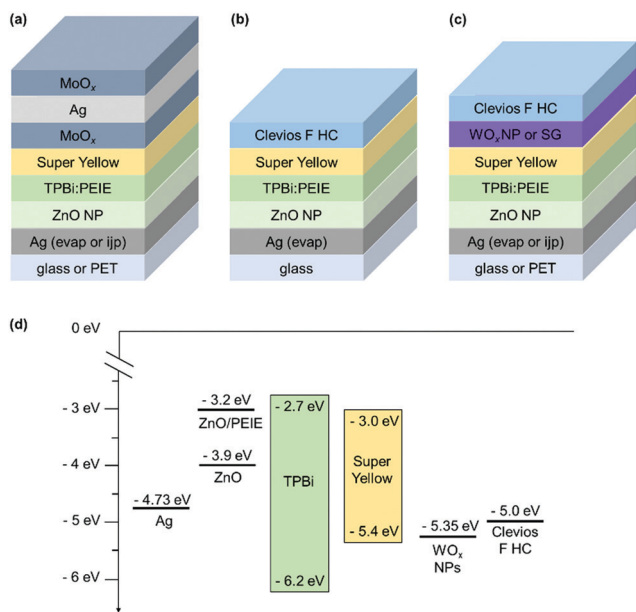 (a)
MoOₓ
Ag
MoOₓ
Super Yellow
TPBi:PEIE
ZnO NP
Ag (evap or ijp)
glass or PET
(b)
Clevios F HC
Super Yellow
TPBi:PEIE
ZnO NP
Ag (evap)
glass
(c)
Clevios F HC
WOₓNP or SG
Super Yellow
TPBi:PEIE
ZnO NP
Ag (evap or ijp)
glass or PET
(d)
0 eV
- 3 eV
- 4 eV
- 5 eV
- 6 eV
- 4.73 eV
Ag
- 3.2 eV
ZnO/PEIE
- 3.9 eV
ZnO
- 2.7 eV
TPBi
- 6.2 eV
- 3.0 eV
Super
Yellow
- 5.4 eV
- 5.35 eV
WOₓ
NPs
- 5.0 eV
Clevios
F HC